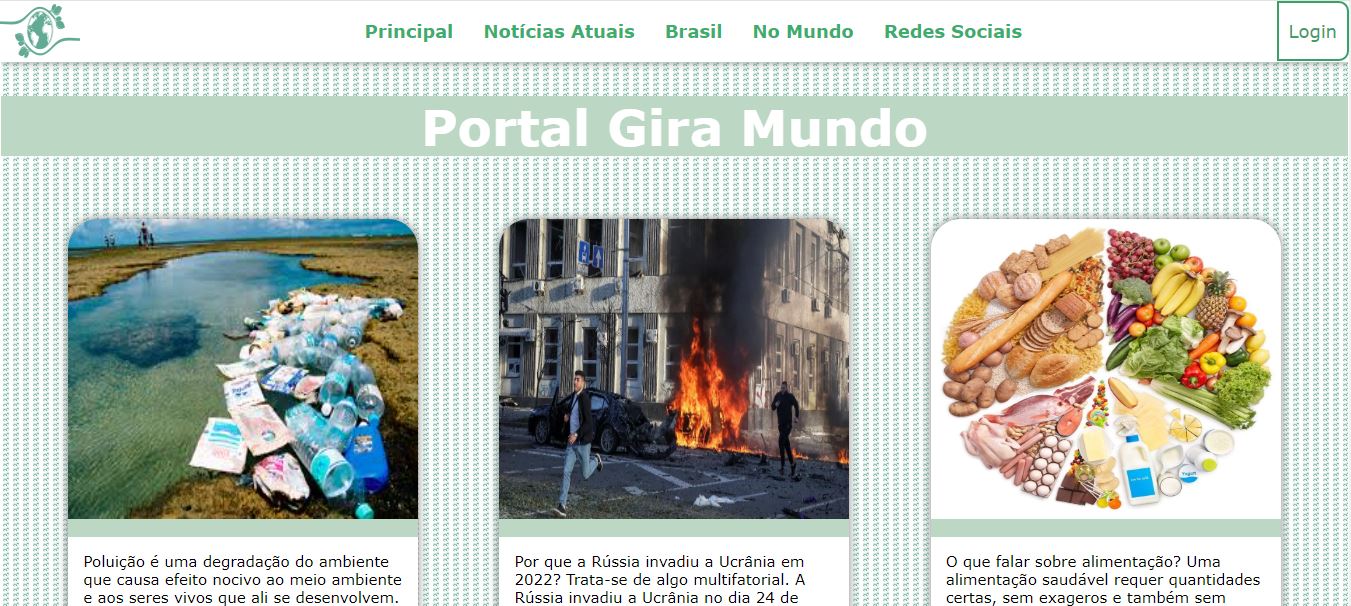 Principal Notícias Atuais Brasil No Mundo Redes Sociais Login
Portal Gira Mundo
Poluição é uma degradação do ambiente
que causa efeito nocivo ao meio ambiente
e aos seres vivos que ali se desenvolvem.
Por que a Rússia invadiu a Ucrânia em
2022? Trata-se de algo multifatorial. A
Rússia invadiu a Ucrânia no dia 24 de
O que falar sobre alimentação? Uma
alimentação saudável requer quantidades
certas, sem exageros e também sem